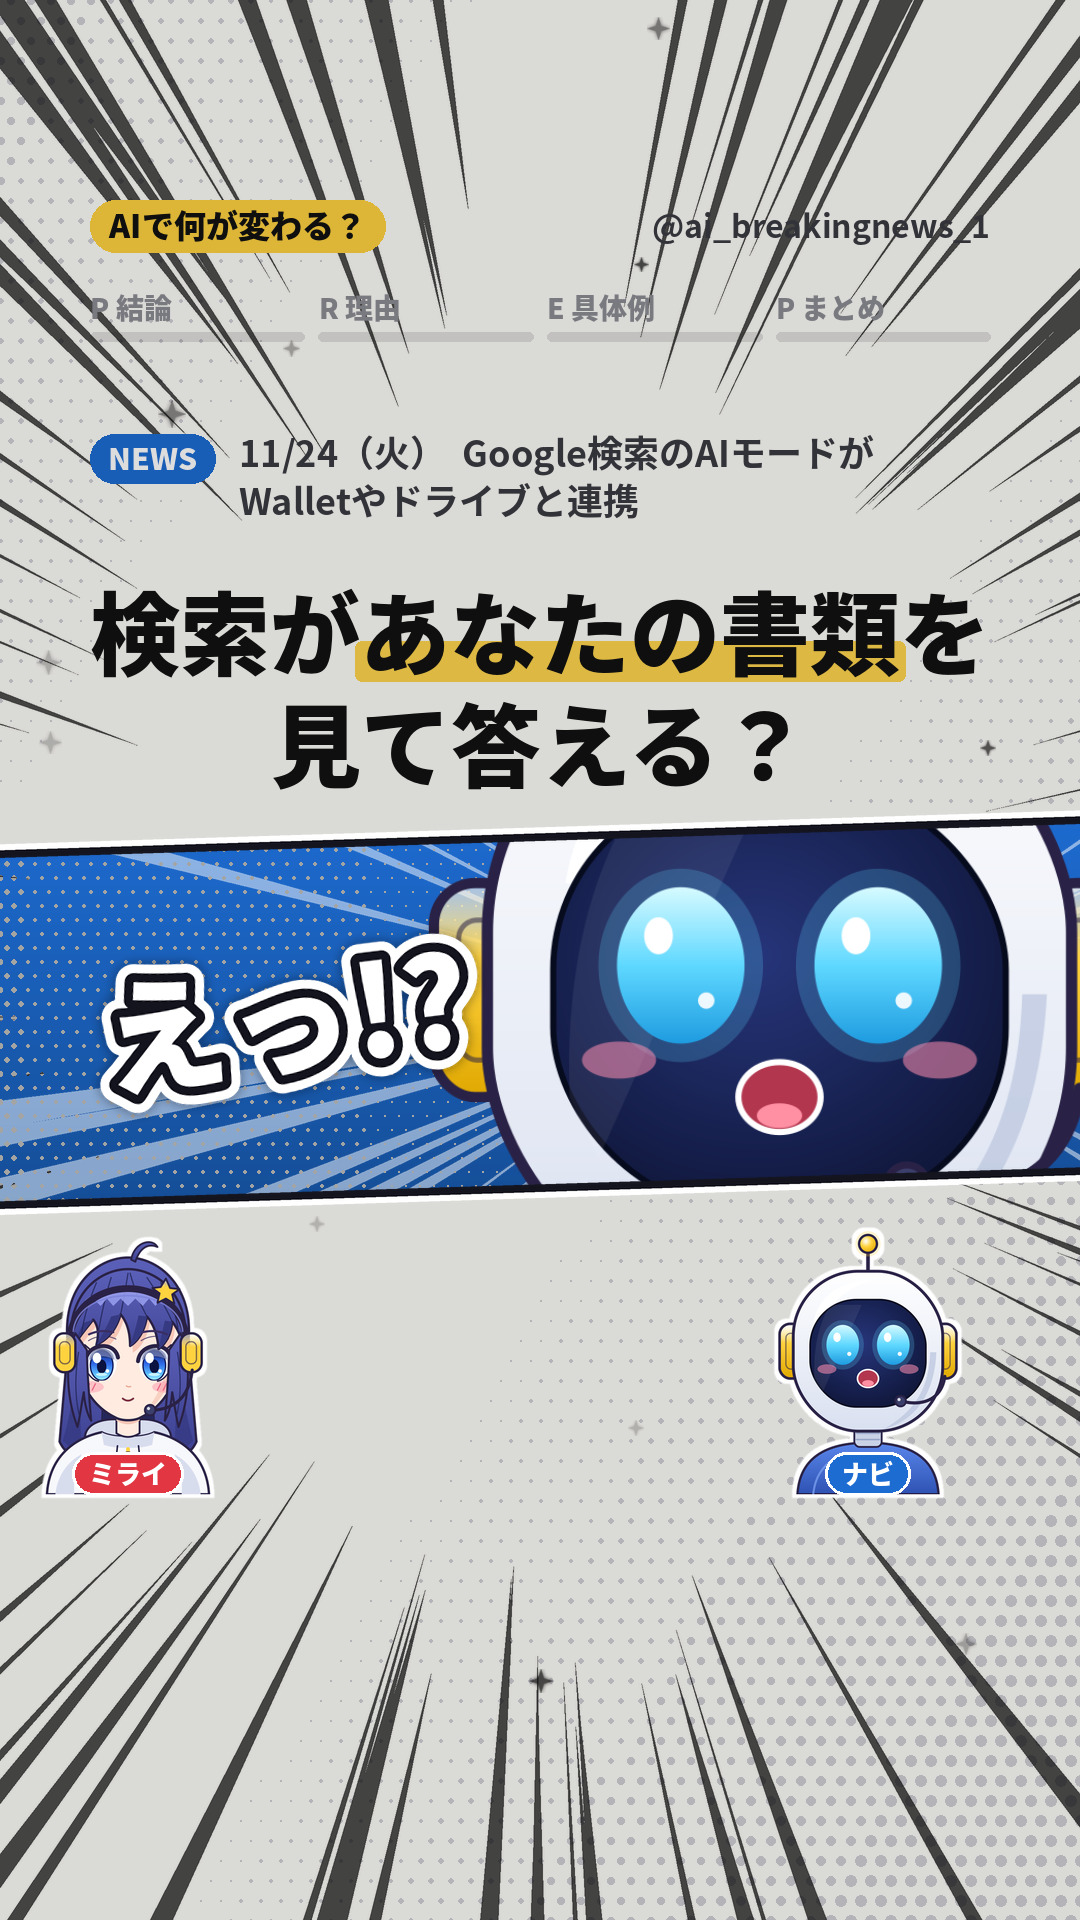 AIで何が変わる？
@ai_breakingnews_1
P 結論
R 理由
E 具体例
P まとめ
NEWS
11/24（火） Google検索のAIモードが
Walletやドライブと連携
検索があなたの書類を
見て答える？
えっ!?
ミライ
ナビ